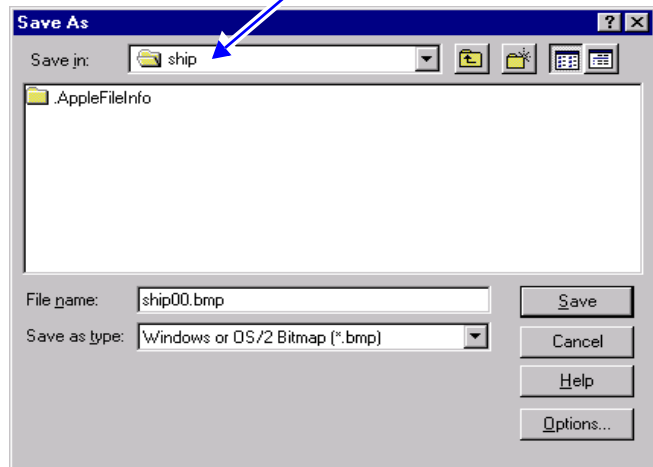 Save As
Save in: ship
.AppleFileInfo
File name: ship00.bmp Save
Save as type: Windows or OS/2 Bitmap (*.bmp) Cancel
Help
Options...